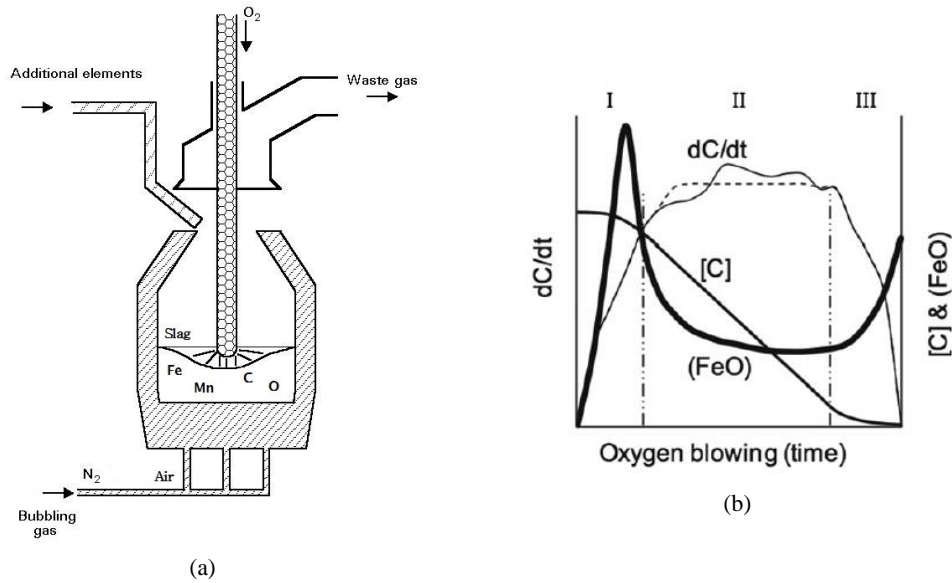 O₂
Additional elements
Waste gas
Slag
Fe
C
Mn
O
N₂
Air
Bubbling
gas
(a)
I II III
dC/dt
[C]
(FeO)
dC/dt
[C] & (FeO)
Oxygen blowing (time)
(b)